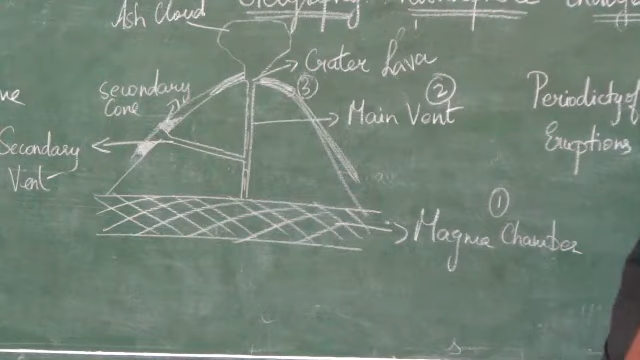 Ash Cloud
Crater Lava
③
Secondary
Cone
②
Main Vent
Secondary
Vent
Periodicty of
Eruptions
①
Magma Chamber